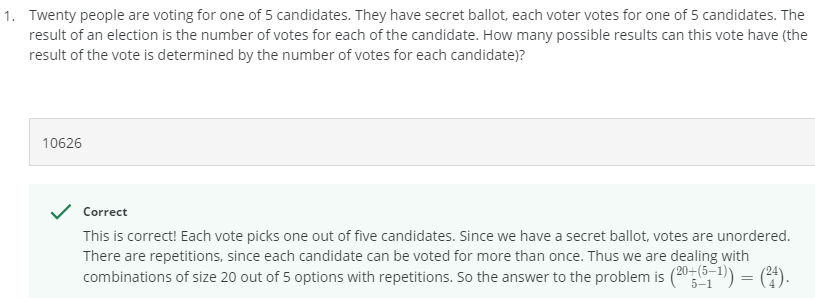 1. Twenty people are voting for one of 5 candidates. They have secret ballot, each voter votes for one of 5 candidates. The
result of an election is the number of votes for each of the candidate. How many possible results can this vote have (the
result of the vote is determined by the number of votes for each candidate)?
10626
Correct
This is correct! Each vote picks one out of five candidates. Since we have a secret ballot, votes are unordered.
There are repetitions, since each candidate can be voted for more than once. Thus we are dealing with
combinations of size 20 out of 5 options with repetitions. So the answer to the problem is $\binom{20+(5-1)}{5-1} = \binom{24}{4}$.